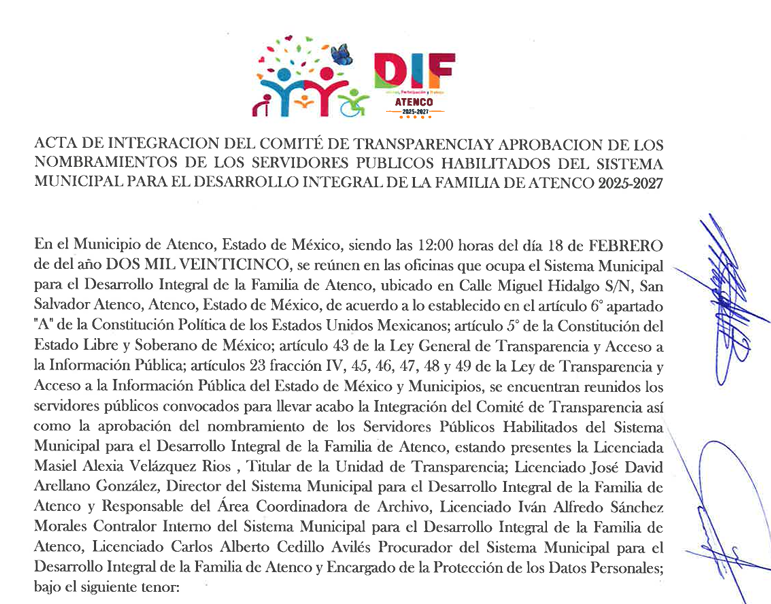 DIF
ATENCO
2025-2027
ACTA DE INTEGRACION DEL COMITÉ DE TRANSPARENCIAY APROBACION DE LOS
NOMBRAMIENTOS DE LOS SERVIDORES PUBLICOS HABILITADOS DEL SISTEMA
MUNICIPAL PARA EL DESARROLLO INTEGRAL DE LA FAMILIA DE ATENCO 2025-2027
En el Municipio de Atenco, Estado de México, siendo las 12:00 horas del día 18 de FEBRERO
de del año DOS MIL VEINTICINCO, se reúnen en las oficinas que ocupa el Sistema Municipal
para el Desarrollo Integral de la Familia de Atenco, ubicado en Calle Miguel Hidalgo S/N, San
Salvador Atenco, Atenco, Estado de México, de acuerdo a lo establecido en el artículo 6° apartado
"A" de la Constitución Política de los Estados Unidos Mexicanos; artículo 5° de la Constitución del
Estado Libre y Soberano de México; artículo 43 de la Ley General de Transparencia y Acceso a
la Información Pública; artículos 23 fracción IV, 45, 46, 47, 48 y 49 de la Ley de Transparencia y
Acceso a la Información Pública del Estado de México y Municipios, se encuentran reunidos los
servidores públicos convocados para llevar acabo la Integración del Comité de Transparencia así
como la aprobación del nombramiento de los Servidores Públicos Habilitados del Sistema
Municipal para el Desarrollo Integral de la Familia de Atenco, estando presentes la Licenciada
Masiel Alexia Velázquez Rios , Titular de la Unidad de Transparencia; Licenciado José David
Arellano González, Director del Sistema Municipal para el Desarrollo Integral de la Familia de
Atenco y Responsable del Área Coordinadora de Archivo, Licenciado Iván Alfredo Sánchez
Morales Contralor Interno del Sistema Municipal para el Desarrollo Integral de la Familia de
Atenco, Licenciado Carlos Alberto Cedillo Avilés Procurador del Sistema Municipal para el
Desarrollo Integral de la Familia de Atenco y Encargado de la Protección de los Datos Personales;
bajo el siguiente tenor: